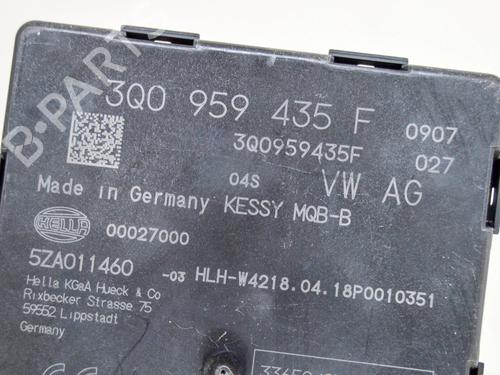 3Q0 959 435 F 0907
3Q0959435F 027
04S VW AG
Made in Germany KESSY MQB-B
HELLA 00027000
5ZA011460 -03 HLH-W4218.04.18P0010351
Hella KGaA Hueck & Co
Rixbecker Strasse 75
59552 Lippstadt
Germany
B-PARTS